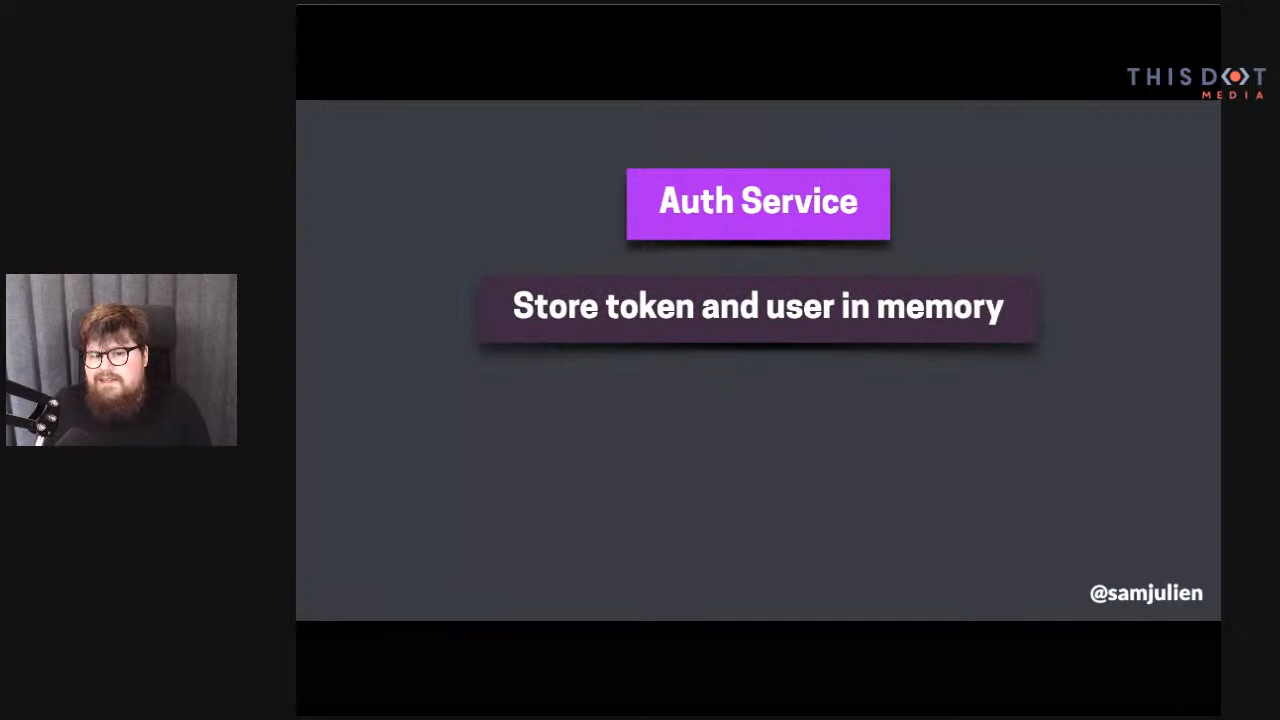 THIS DOT
MEDIA
Auth Service
Store token and user in memory
@samjulien